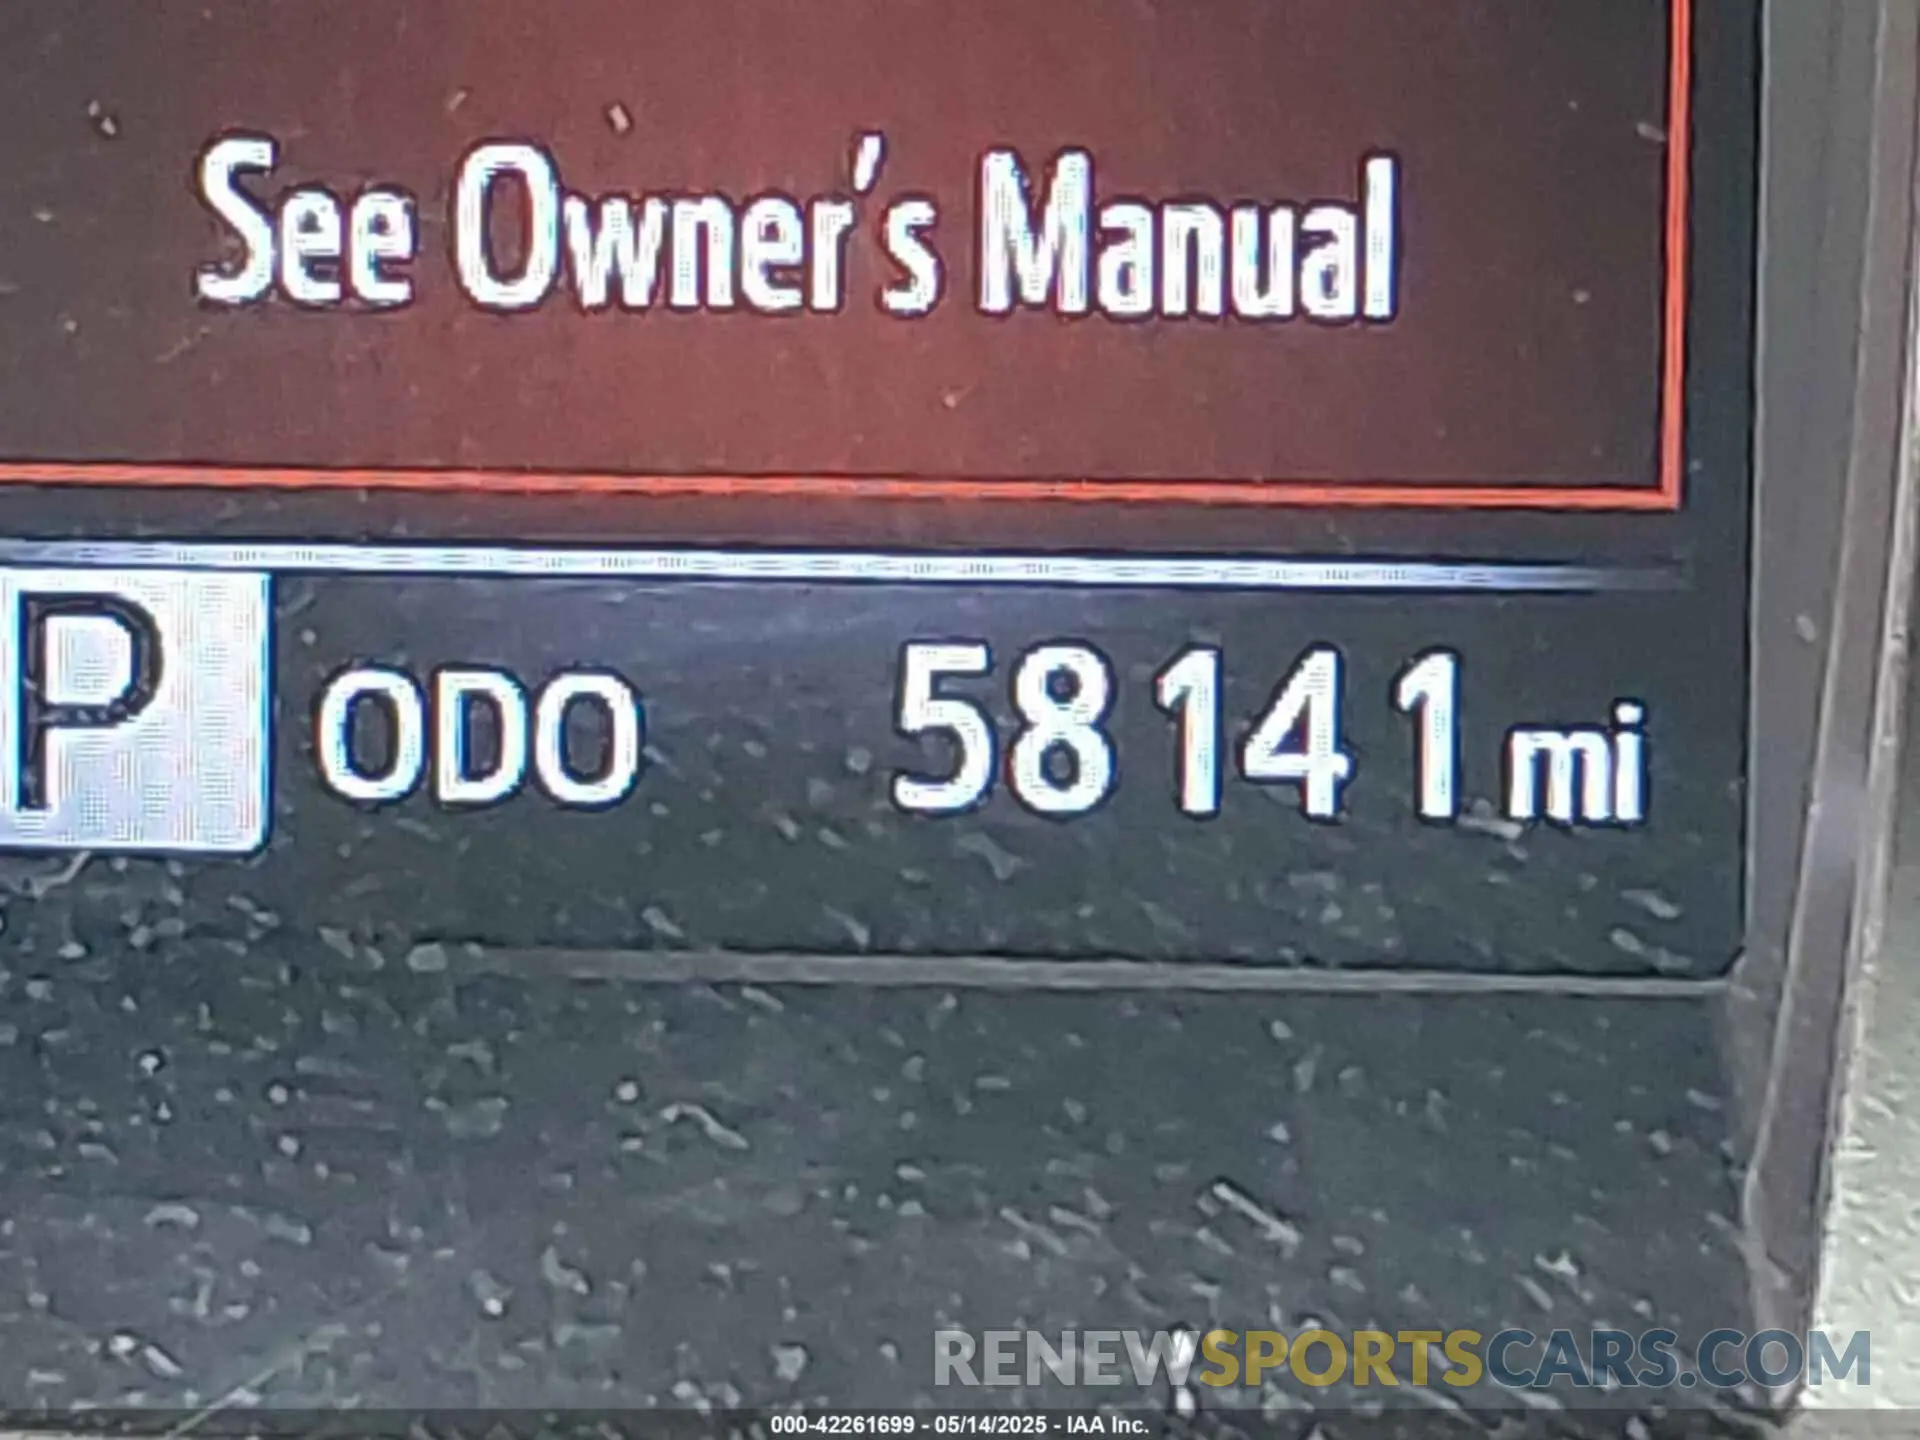 See Owner's Manual
P ODO 58141 mi
RENEWSPORTSCARS.COM
000-42261699 - 05/14/2025 - IAA Inc.